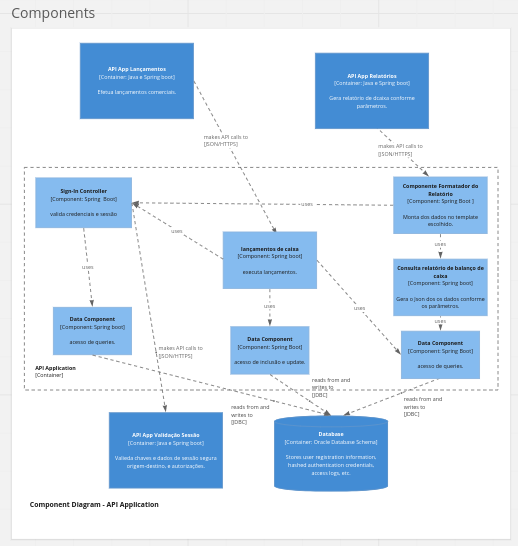 Components
API App Lançamentos
[Container: Java e Spring boot]
Efetua lançamentos comerciais.
API App Relatórios
[Container: Java e Spring boot]
Gera relatório de dcaixa conforme
parâmetros.
makes API calls to
[JSON/HTTPS]
makes API calls to
[JSON/HTTPS]
Sign-In Controller
[Component: Spring Boot]
valida credenciais e sessão
Componente Formatador do
Relatório
[Component: Spring Boot ]
Monta dos dados no template
escolhido.
uses
uses
lançamentos de caixa
[Component: Spring boot]
executa lançamentos.
uses
Consulta relatório de balanço de
caixa
[Component: Spring boot]
Gera o json dos os dados conforme
os parâmetros.
uses
uses
uses
uses
Data Component
[Component: Spring boot]
acesso de queries.
Data Component
[Component: Spring Boot]
acesso de inclusão e update.
Data Component
[Component: Spring Boot]
acesso de queries.
makes API calls to
[JSON/HTTPS]
API Application
[Container]
reads from and
writes to
[JDBC]
reads from and
writes to
[JDBC]
reads from and
writes to
[JDBC]
API App Validação Sessão
[Container: Java e Spring boot]
Valieda chaves e dados de sessão segura
origem-destino, e autorizações.
Database
[Container: Oracle Database Schema]
Stores user registration information,
hashed authentication credentials,
access logs, etc.
Component Diagram - API Application